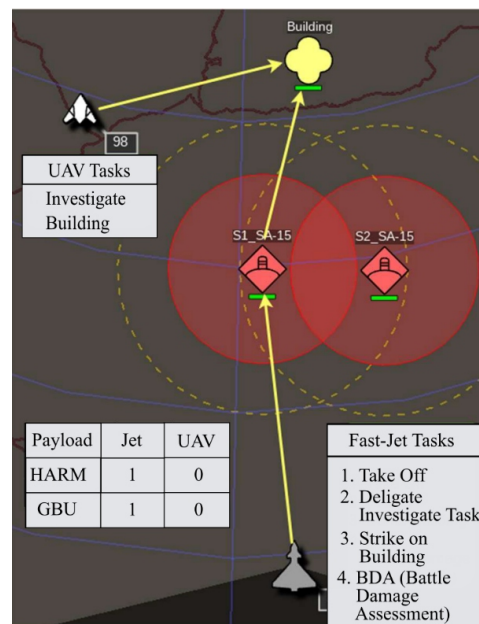 Building
98
UAV Tasks
Investigate
Building
S1_SA-15
S2_SA-15
Payload Jet UAV
HARM 1 0
GBU 1 0
Fast-Jet Tasks
1. Take Off
2. Deligate
Investigate Task
3. Strike on
Building
4. BDA (Battle
Damage
Assessment)